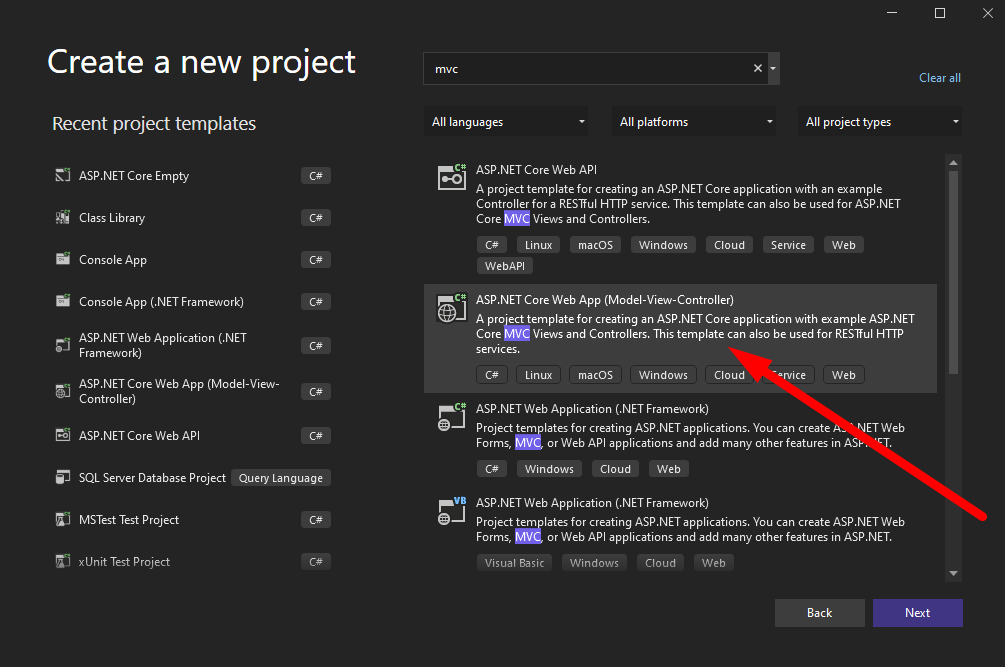 Create a new project
mvc
Clear all
Recent project templates
All languages
All platforms
All project types
ASP.NET Core Empty
C#
Class Library
C#
Console App
C#
Console App (.NET Framework)
C#
ASP.NET Web Application (.NET
Framework)
C#
ASP.NET Core Web App (Model-View-
Controller)
C#
ASP.NET Core Web API
C#
SQL Server Database Project
Query Language
MSTest Test Project
C#
xUnit Test Project
C#
C#
ASP.NET Core Web API
A project template for creating an ASP.NET Core application with an example
Controller for a RESTful HTTP service. This template can also be used for ASP.NET
Core MVC Views and Controllers.
C# Linux macOS Windows Cloud Service Web
WebAPI
C#
ASP.NET Core Web App (Model-View-Controller)
A project template for creating an ASP.NET Core application with example ASP.NET
Core MVC Views and Controllers. This template can also be used for RESTful HTTP
services.
C# Linux macOS Windows Cloud Service Web
C#
ASP.NET Web Application (.NET Framework)
Project templates for creating ASP.NET applications. You can create ASP.NET Web
Forms, MVC, or Web API applications and add many other features in ASP.NET.
C# Windows Cloud Web
VB
ASP.NET Web Application (.NET Framework)
Project templates for creating ASP.NET applications. You can create ASP.NET Web
Forms, MVC, or Web API applications and add many other features in ASP.NET.
Visual Basic Windows Cloud Web
Back
Next